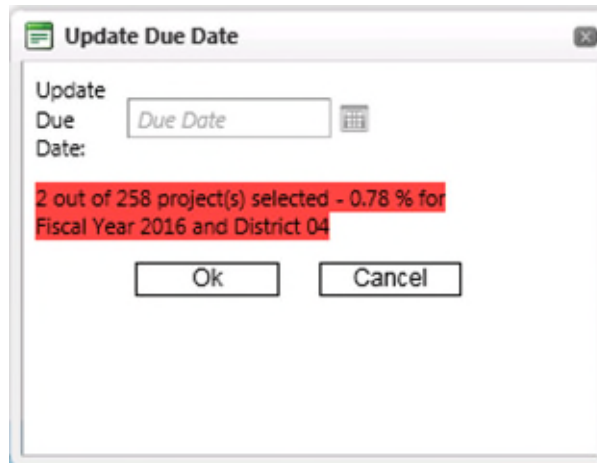 Update Due Date
Update
Due
Date:
Due Date
2 out of 258 project(s) selected - 0.78 % for
Fiscal Year 2016 and District 04
Ok
Cancel